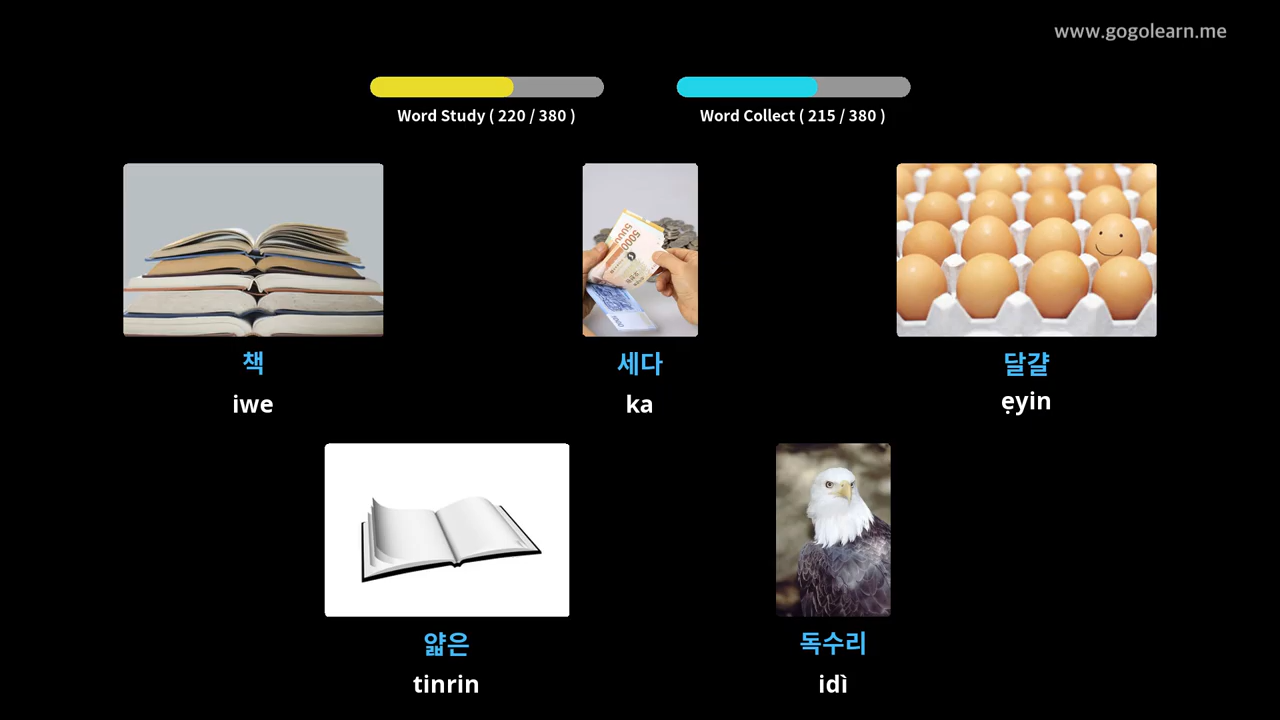 www.gogolearn.me
Word Study ( 220 / 380 )
Word Collect ( 215 / 380 )
책
iwe
세다
ka
달걀
ẹyin
얇은
tinrin
독수리
idì